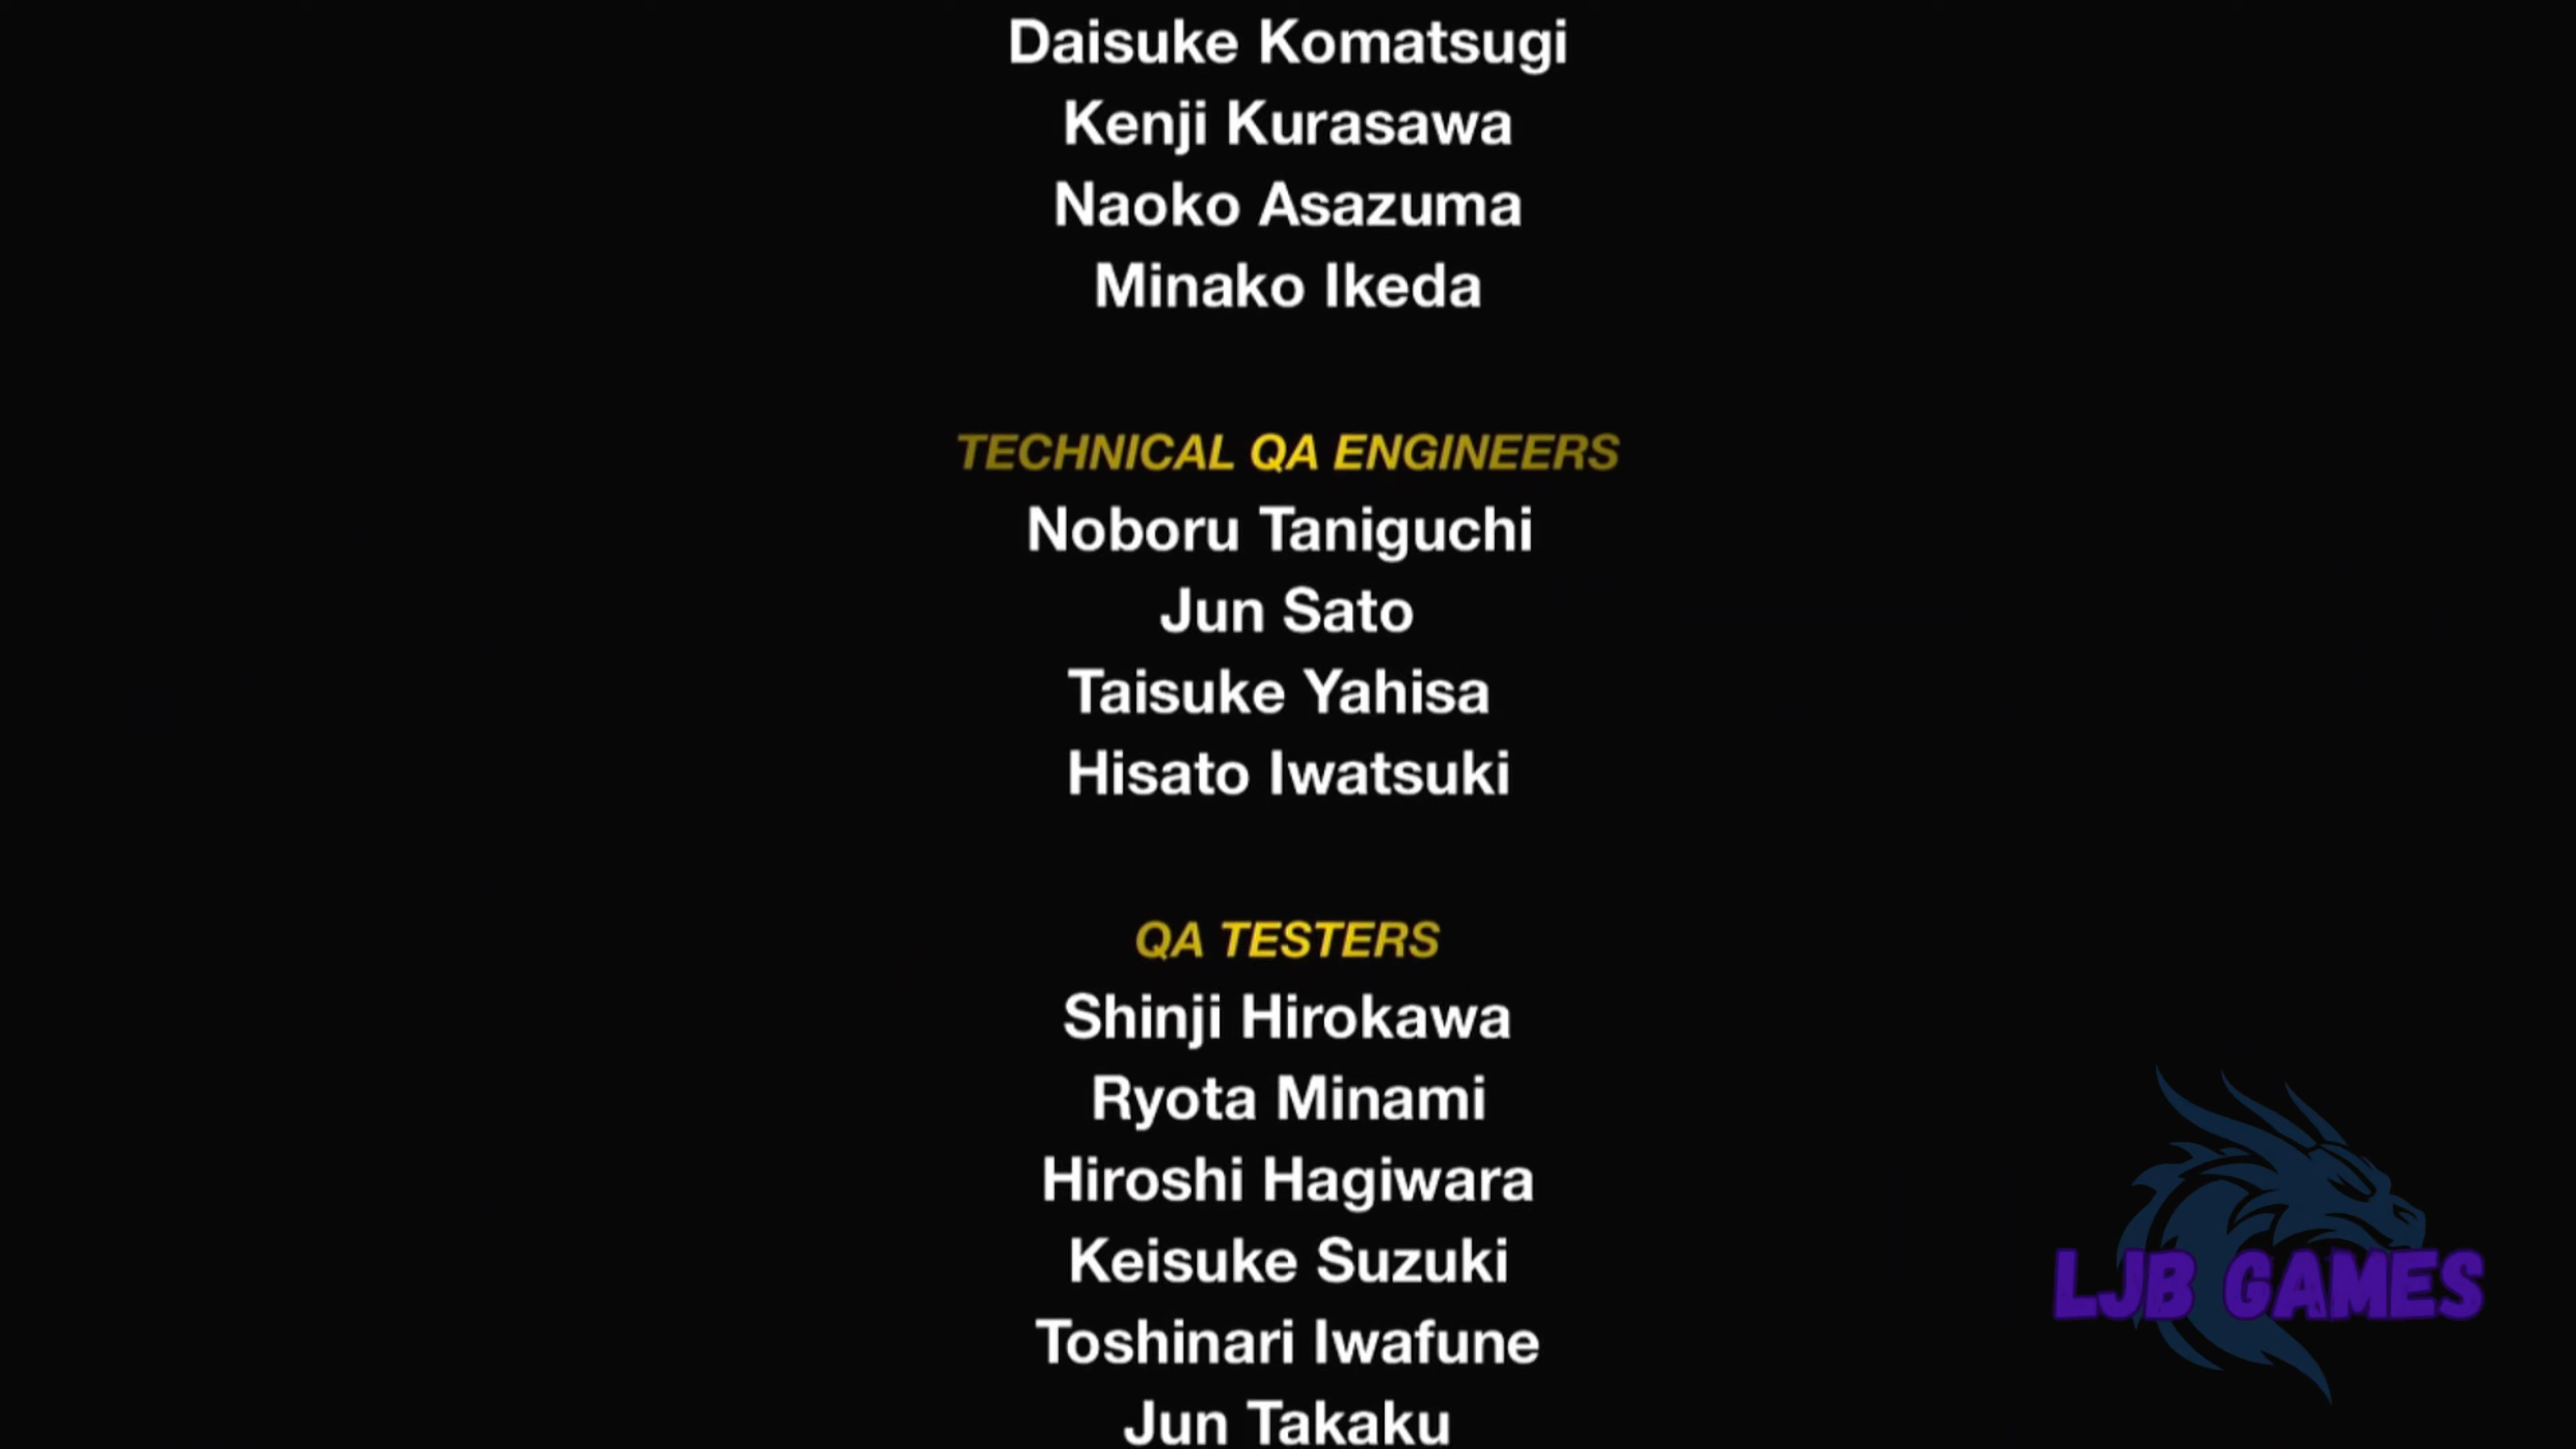 Daisuke Komatsugi
Kenji Kurasawa
Naoko Asazuma
Minako Ikeda
TECHNICAL QA ENGINEERS
Noboru Taniguchi
Jun Sato
Taisuke Yahisa
Hisato Iwatsuki
QA TESTERS
Shinji Hirokawa
Ryota Minami
Hiroshi Hagiwara
Keisuke Suzuki
Toshinari Iwafune
Jun Takaku
LJB GAMES